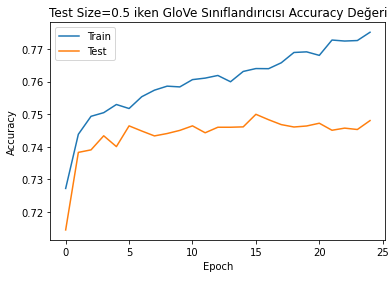 Test Size=0.5 iken GloVe Sınıflandırıcısı Accuracy Değeri
Train
Test
0.77
0.76
0.75
0.74
0.73
0.72
Accuracy
0
5
10
15
20
25
Epoch